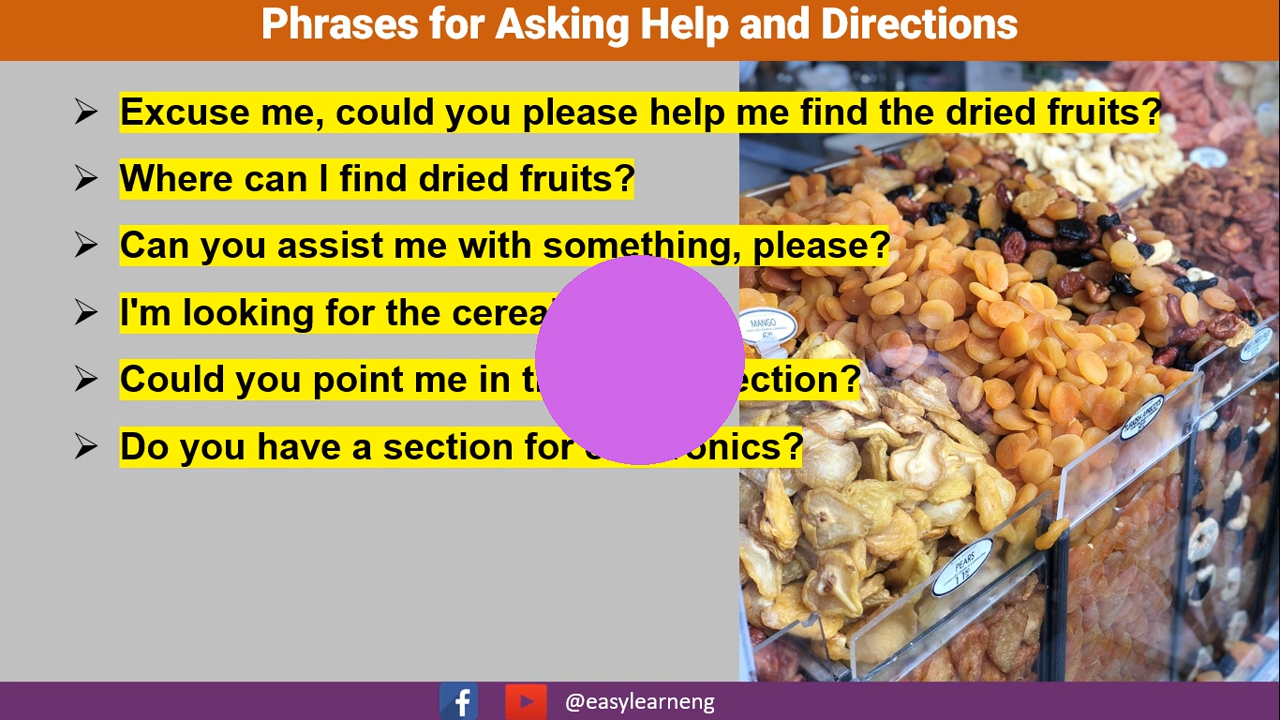 Phrases for Asking Help and Directions
Excuse me, could you please help me find the dried fruits?
Where can I find dried fruits?
Can you assist me with something, please?
I'm looking for the
Could you point me in
Do you have a section for
MANGO
PEARS
@easylearneng